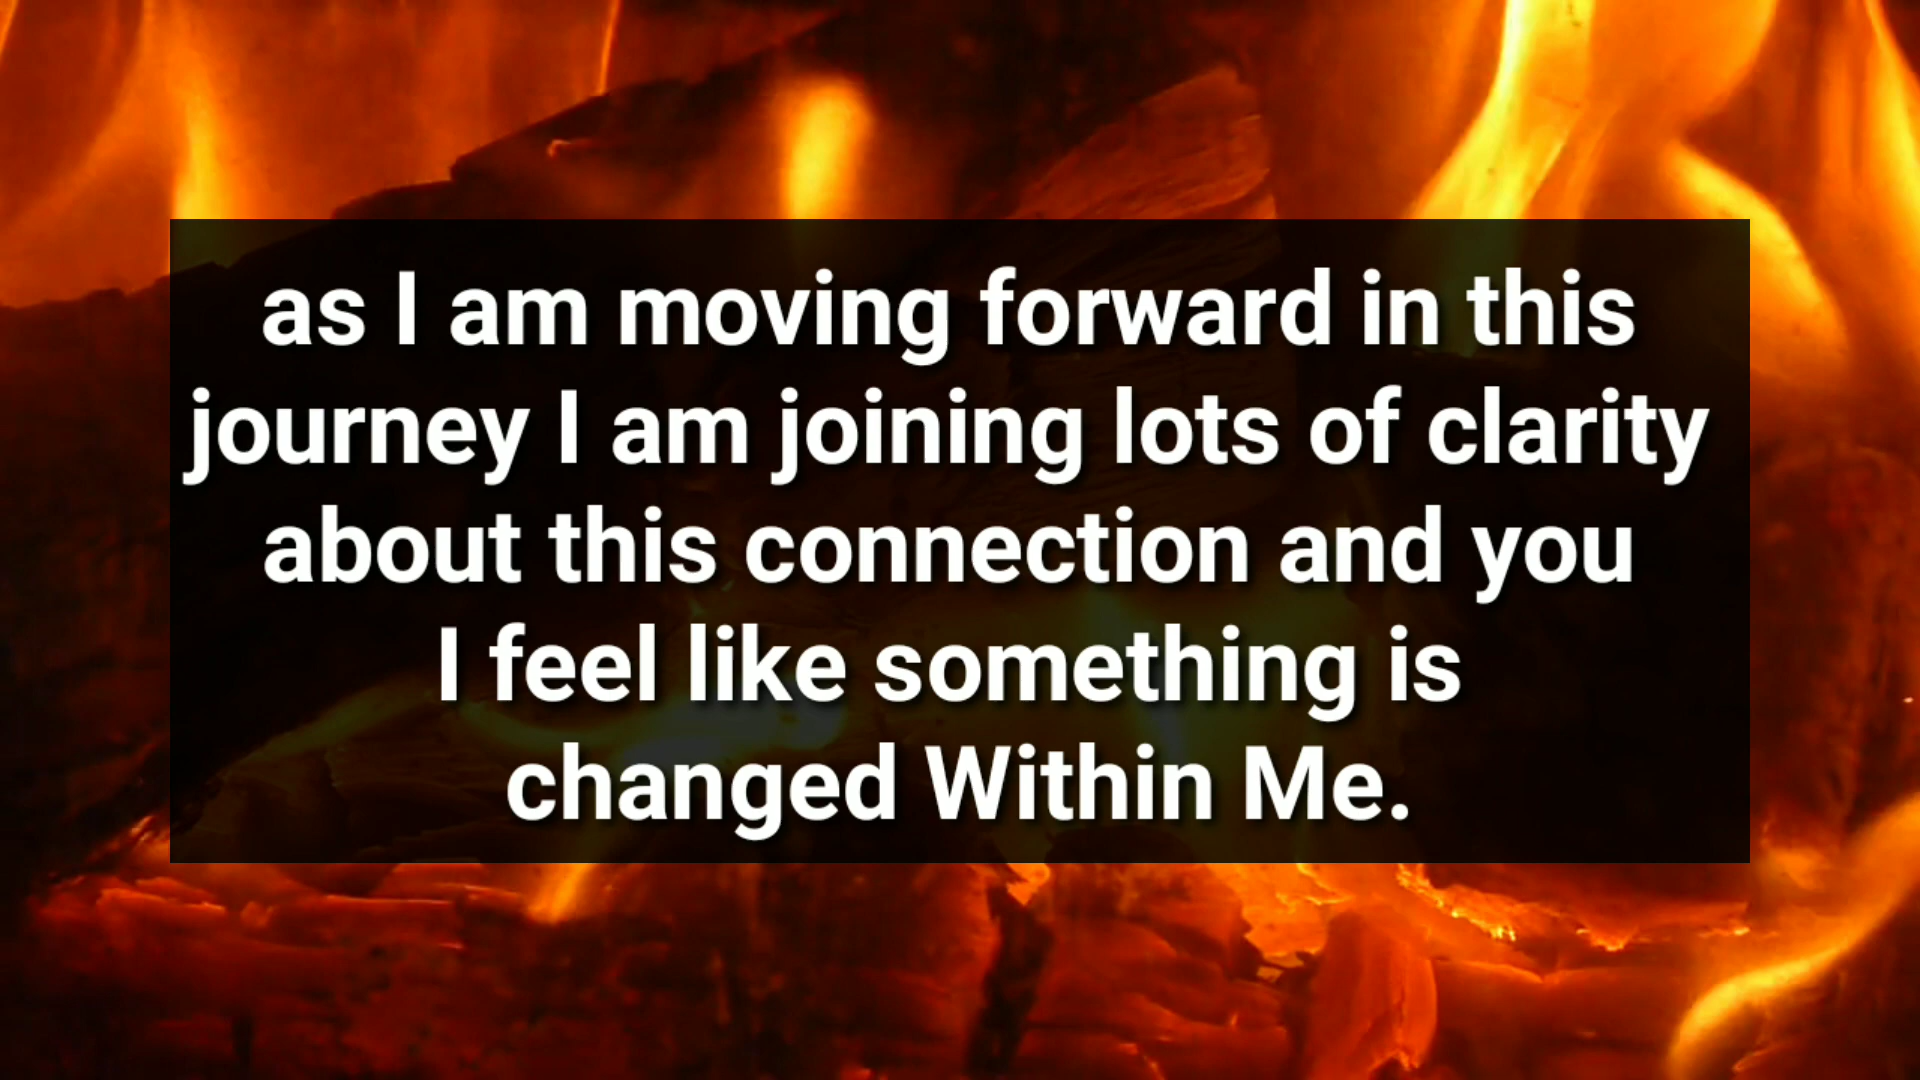 as I am moving forward in this
journey I am joining lots of clarity
about this connection and you
I feel like something is
changed Within Me.